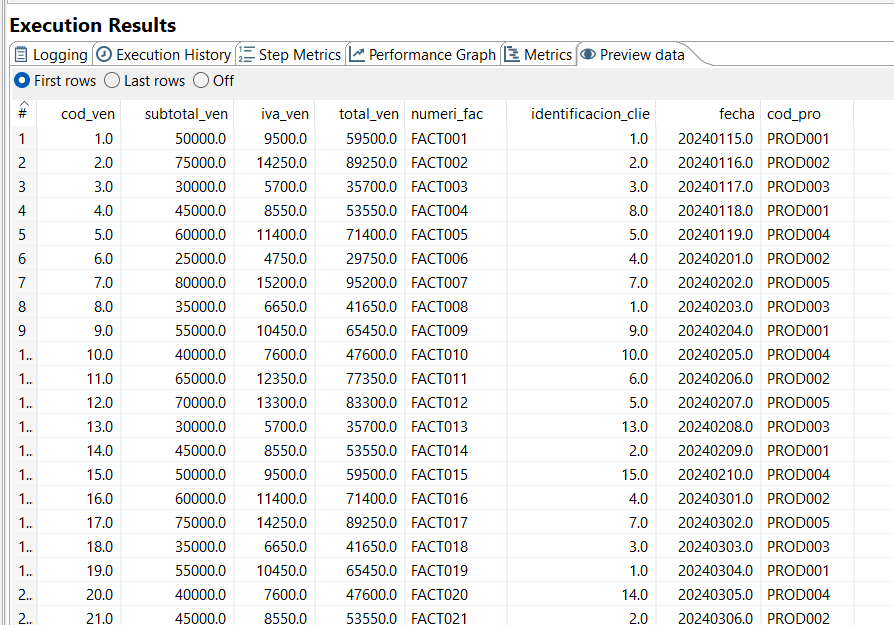 Execution Results
Logging Execution History Step Metrics Performance Graph Metrics Preview data
First rows Last rows Off
# cod_ven subtotal_ven iva_ven total_ven numeri_fac identificacion_clie fecha cod_pro
1 1.0 50000.0 9500.0 59500.0 FACT001 1.0 20240115.0 PROD001
2 2.0 75000.0 14250.0 89250.0 FACT002 2.0 20240116.0 PROD002
3 3.0 30000.0 5700.0 35700.0 FACT003 3.0 20240117.0 PROD003
4 4.0 45000.0 8550.0 53550.0 FACT004 8.0 20240118.0 PROD001
5 5.0 60000.0 11400.0 71400.0 FACT005 5.0 20240119.0 PROD004
6 6.0 25000.0 4750.0 29750.0 FACT006 4.0 20240201.0 PROD002
7 7.0 80000.0 15200.0 95200.0 FACT007 7.0 20240202.0 PROD005
8 8.0 35000.0 6650.0 41650.0 FACT008 1.0 20240203.0 PROD003
9 9.0 55000.0 10450.0 65450.0 FACT009 9.0 20240204.0 PROD001
1.. 10.0 40000.0 7600.0 47600.0 FACT010 10.0 20240205.0 PROD004
1.. 11.0 65000.0 12350.0 77350.0 FACT011 6.0 20240206.0 PROD002
1.. 12.0 70000.0 13300.0 83300.0 FACT012 5.0 20240207.0 PROD005
1.. 13.0 30000.0 5700.0 35700.0 FACT013 13.0 20240208.0 PROD003
1.. 14.0 45000.0 8550.0 53550.0 FACT014 2.0 20240209.0 PROD001
1.. 15.0 50000.0 9500.0 59500.0 FACT015 15.0 20240210.0 PROD004
1.. 16.0 60000.0 11400.0 71400.0 FACT016 4.0 20240301.0 PROD002
1.. 17.0 75000.0 14250.0 89250.0 FACT017 7.0 20240302.0 PROD005
1.. 18.0 35000.0 6650.0 41650.0 FACT018 3.0 20240303.0 PROD003
1.. 19.0 55000.0 10450.0 65450.0 FACT019 1.0 20240304.0 PROD001
2.. 20.0 40000.0 7600.0 47600.0 FACT020 14.0 20240305.0 PROD004
2.. 21.0 45000.0 8550.0 53550.0 FACT021 2.0 20240306.0 PROD002